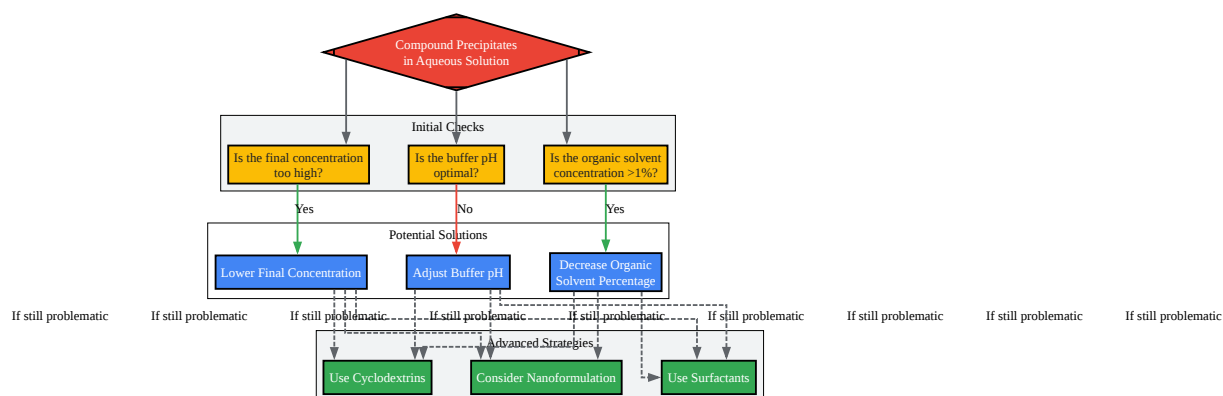 Compound Precipitates
in Aqueous Solution
Initial Checks
Is the final concentration
too high?
Is the buffer pH
optimal?
Is the organic solvent
concentration >1%?
Yes
No
Yes
Potential Solutions
Lower Final Concentration
Adjust Buffer pH
Decrease Organic
Solvent Percentage
If still problematic
If still problematic
If still problematic
If still problematic
If still problematic
If still problematic
If still problematic
If still problematic
If still problematic
Advanced Strategies
Use Cyclodextrins
Consider Nanoformulation
Use Surfactants